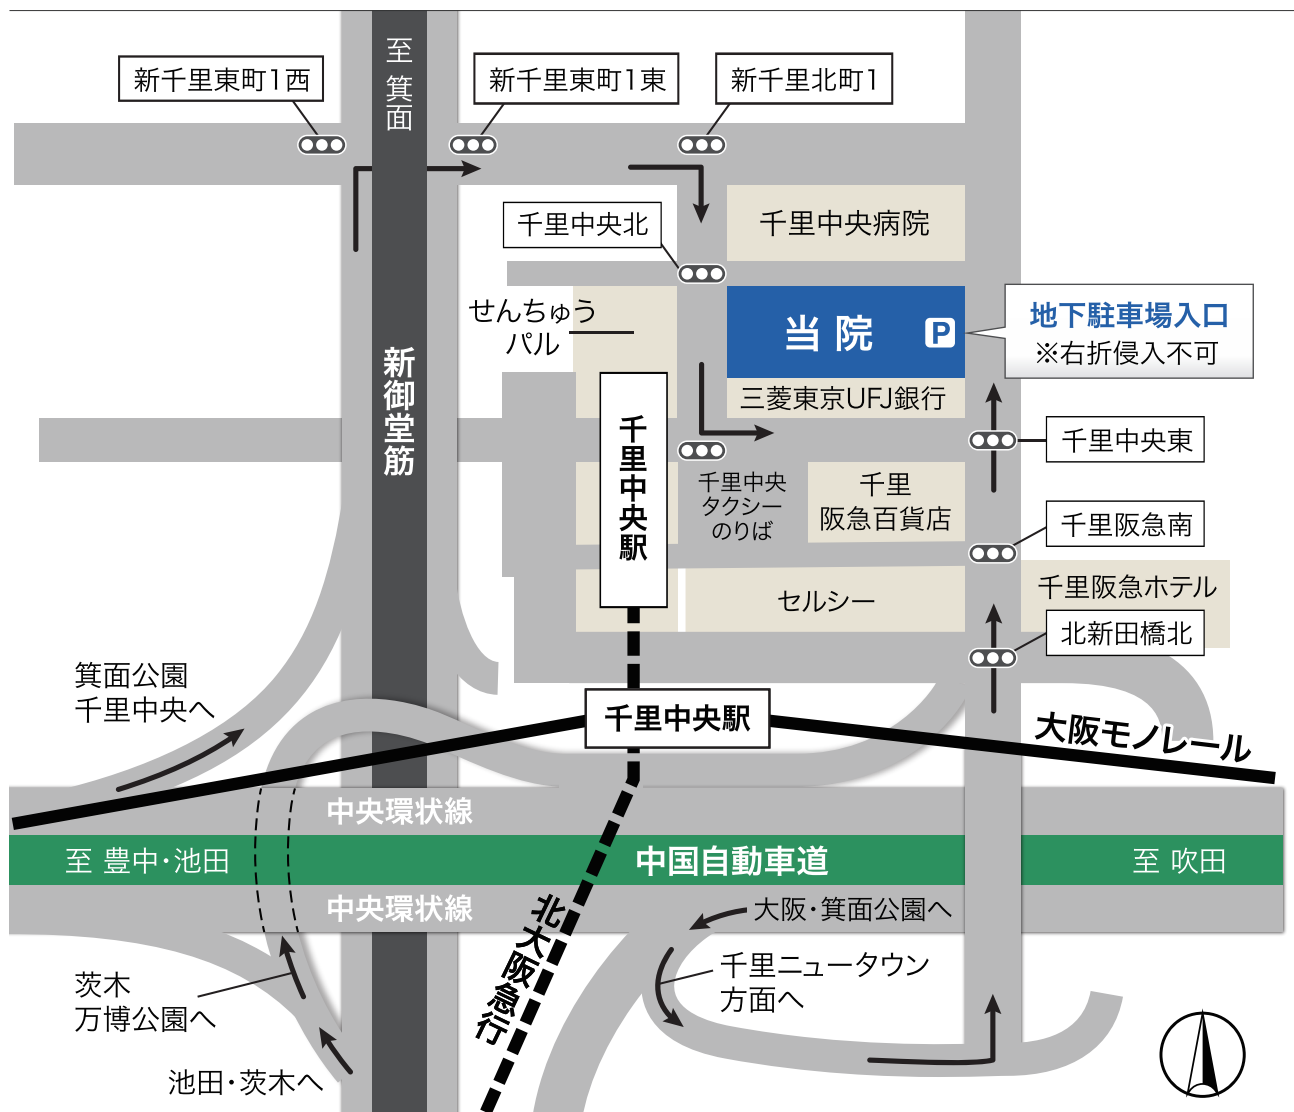 至 箕面
新千里東町1西
新千里東町1東
新千里北町1
千里中央北
千里中央病院
せんちゅう
パル
当院
P
地下駐車場入口
※右折侵入不可
新御堂筋
三菱東京UFJ銀行
千里中央駅
千里中央東
千里中央
タクシー
のりば
千里
阪急百貨店
千里阪急南
セルシー
千里阪急ホテル
北新田橋北
箕面公園
千里中央へ
千里中央駅
大阪モノレール
中央環状線
至 豊中・池田
中国自動車道
至 吹田
中央環状線
北大阪急行
大阪・箕面公園へ
千里ニュータウン
方面へ
茨木
万博公園へ
池田・茨木へ